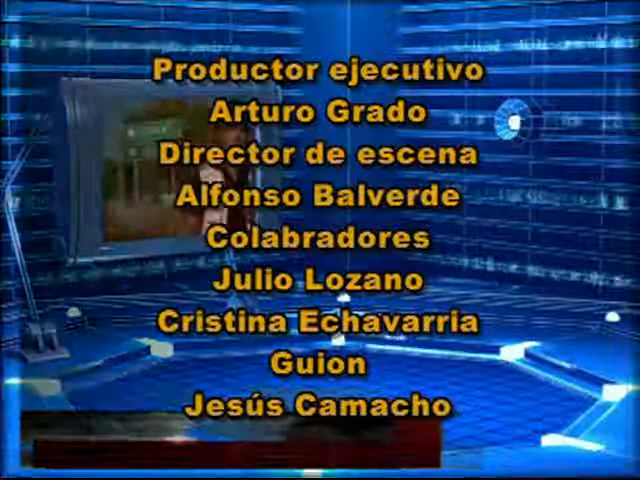 Productor ejecutivo
Arturo Grado
Director de escena
Alfonso Balverde
Colabradores
Julio Lozano
Cristina Echavarria
Guion
Jesús Camacho